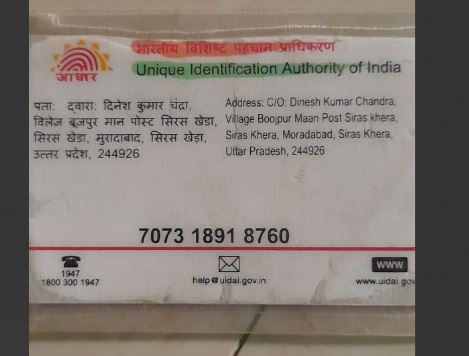 भारतीय विशिष्ट पहचान प्राधिकरण
Unique Identification Authority of India
आधार
पता: द्वारा: दिनेश कुमार चंद्रा,
विलेज बूजपुर मान पोस्ट सिरस खेडा,
सिरस खेडा, मुरादाबाद, सिरस खेड़ा,
उत्तर प्रदेश, 244926
Address: C/O: Dinesh Kumar Chandra,
Village Boojpur Maan Post Siras khera,
Siras Khera, Moradabad, Siras Khera,
Uttar Pradesh, 244926
7073 1891 8760
1947
1800 300 1947
help@uidai.gov.in
www
www.uidai.gov